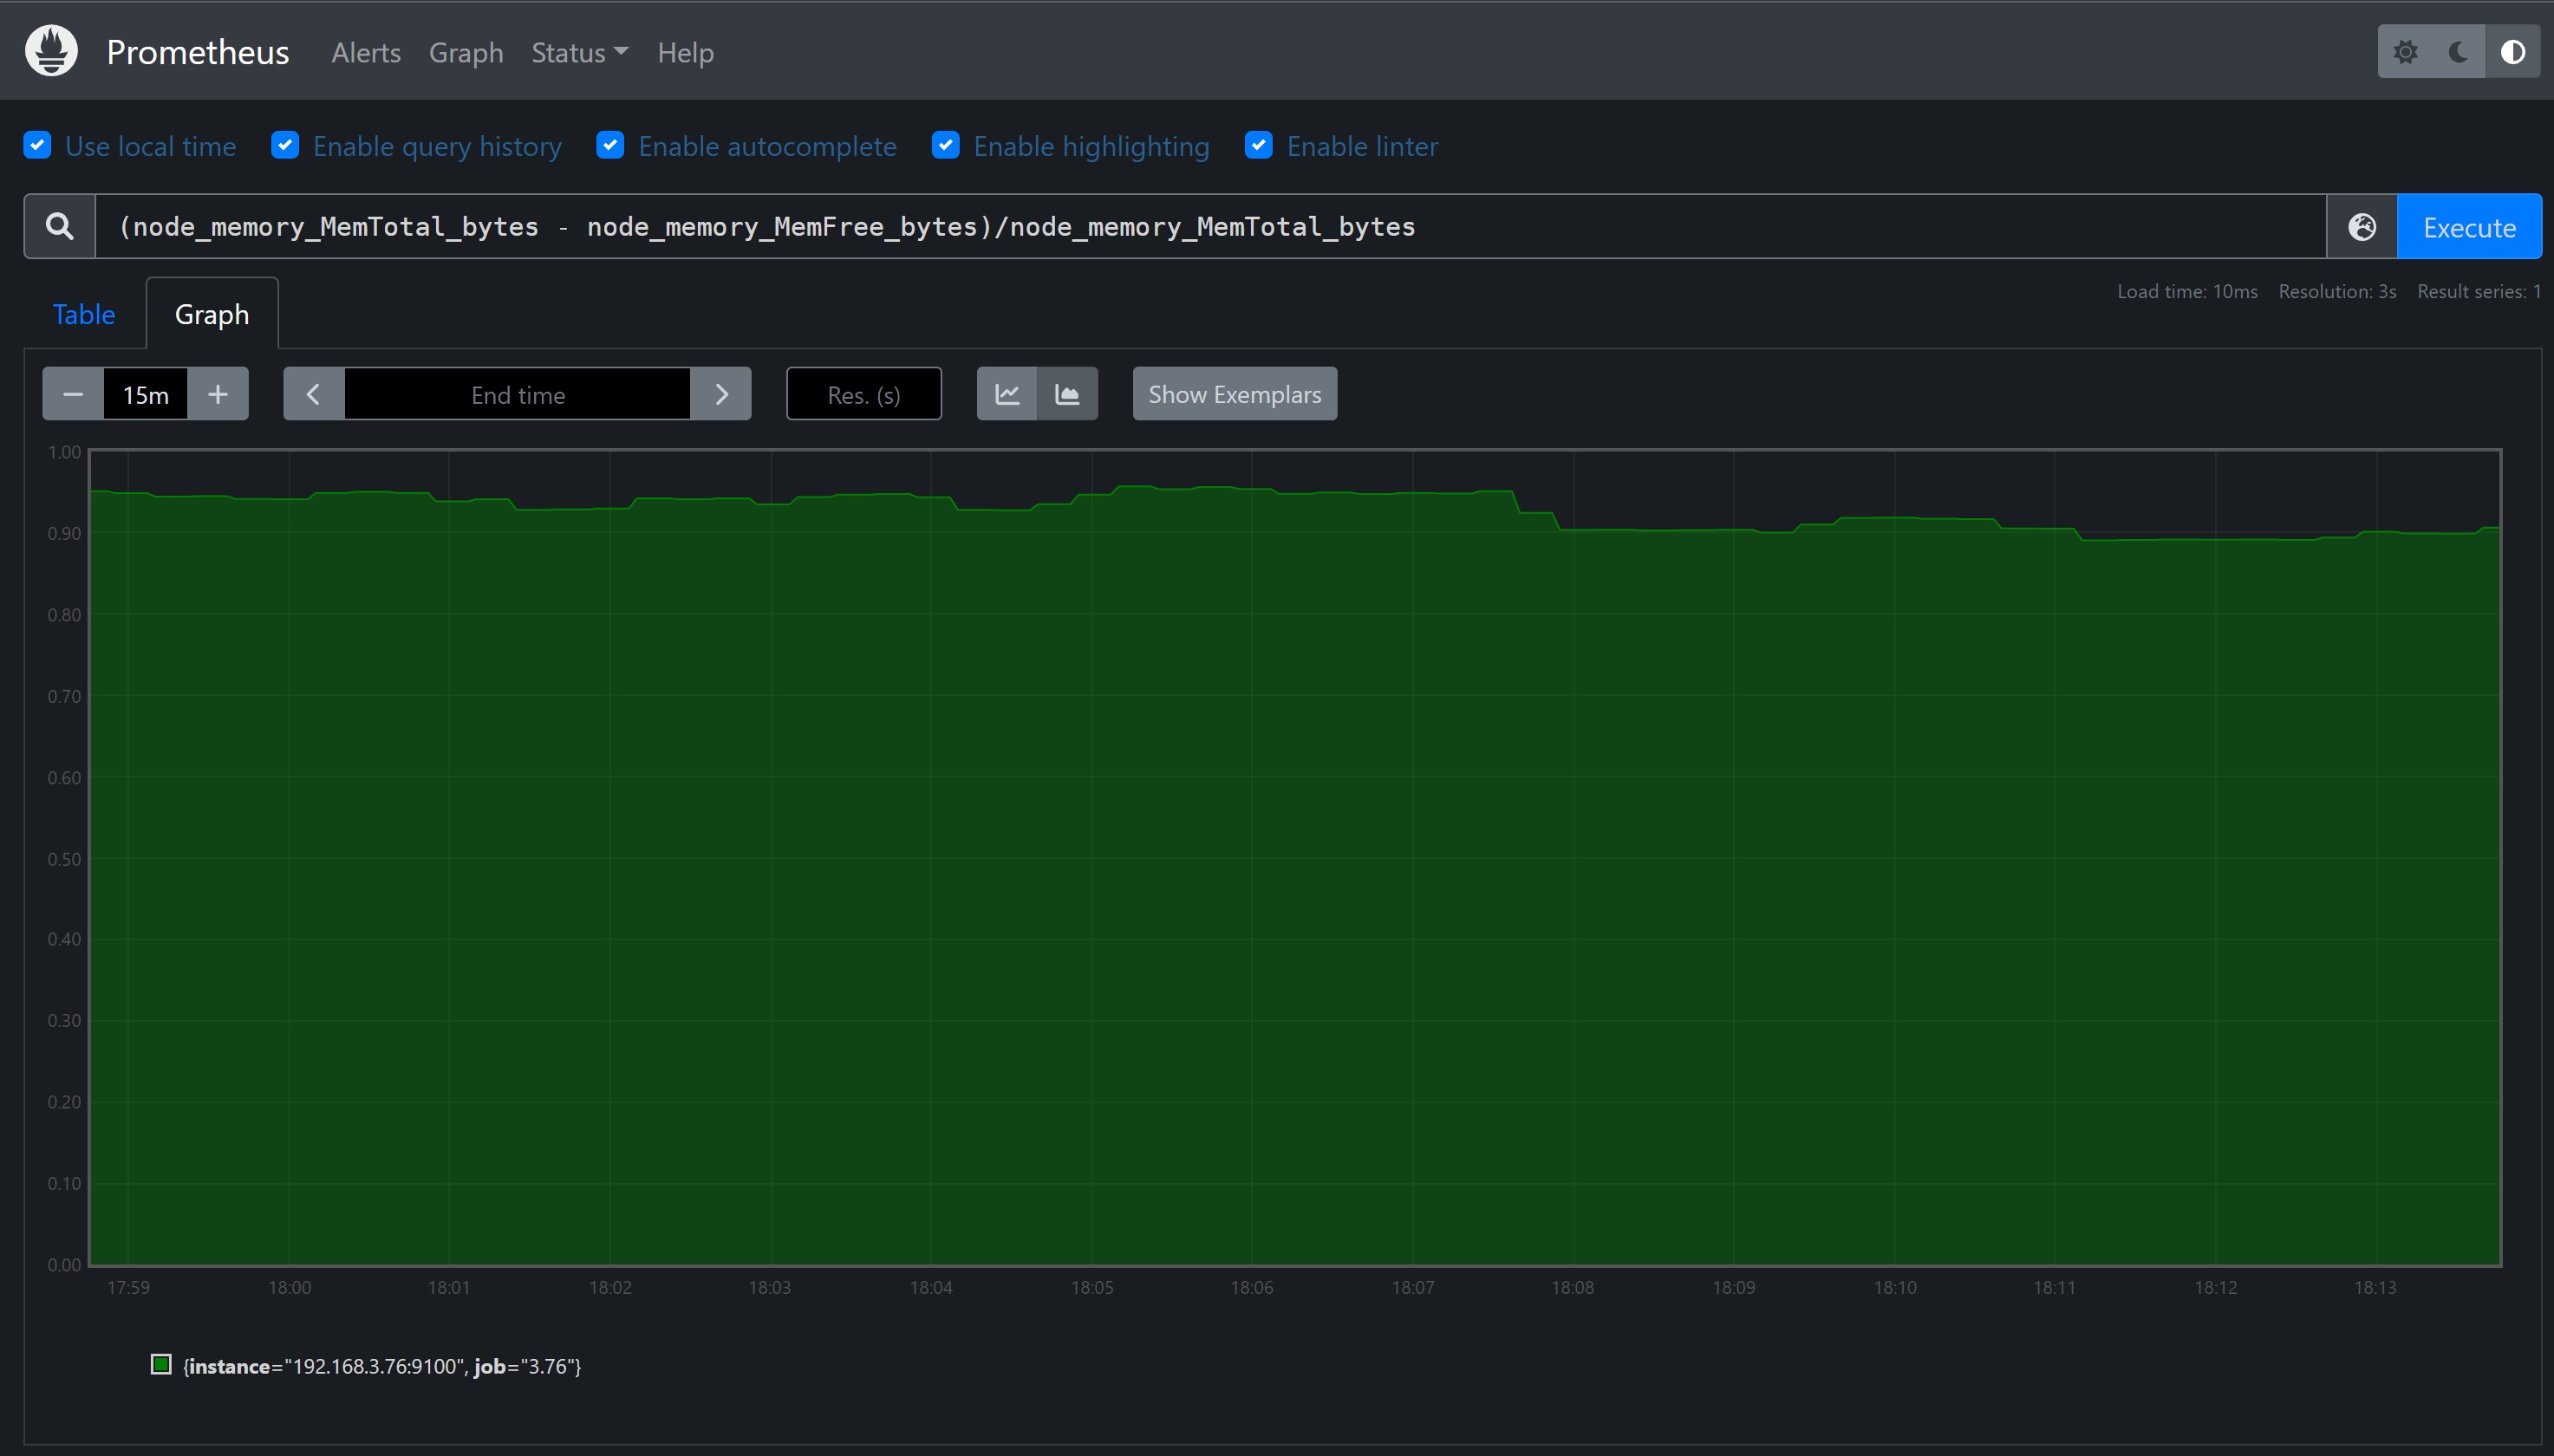 Prometheus Alerts Graph Status Help
Use local time Enable query history Enable autocomplete Enable highlighting Enable linter
(node_memory_MemTotal_bytes - node_memory_MemFree_bytes)/node_memory_MemTotal_bytes Execute
Load time: 10ms Resolution: 3s Result series: 1
Table Graph
15m End time Res. (s) Show Exemplars
1.00
0.90
0.80
0.70
0.60
0.50
0.40
0.30
0.20
0.10
0.00
17:59 18:00 18:01 18:02 18:03 18:04 18:05 18:06 18:07 18:08 18:09 18:10 18:11 18:12 18:13
{instance="192.168.3.76:9100", job="3.76"}